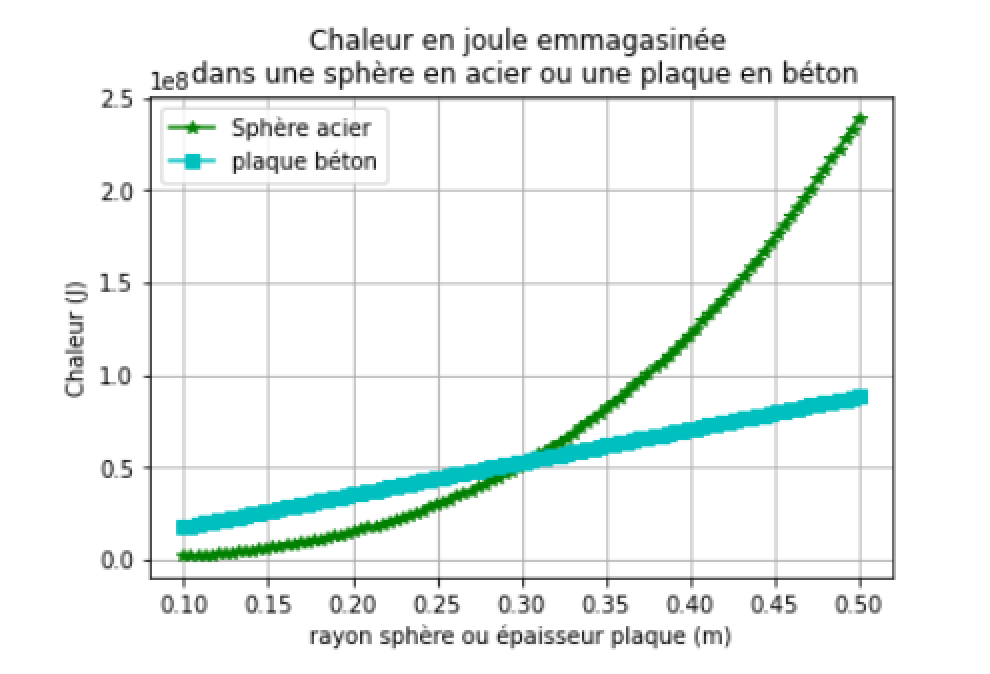 Chaleur en joule emmagasinée
dans une sphère en acier ou une plaque en béton
1e8
2.5
2.0
1.5
1.0
0.5
0.0
Chaleur (J)
Sphère acier
plaque béton
0.10 0.15 0.20 0.25 0.30 0.35 0.40 0.45 0.50
rayon sphère ou épaisseur plaque (m)